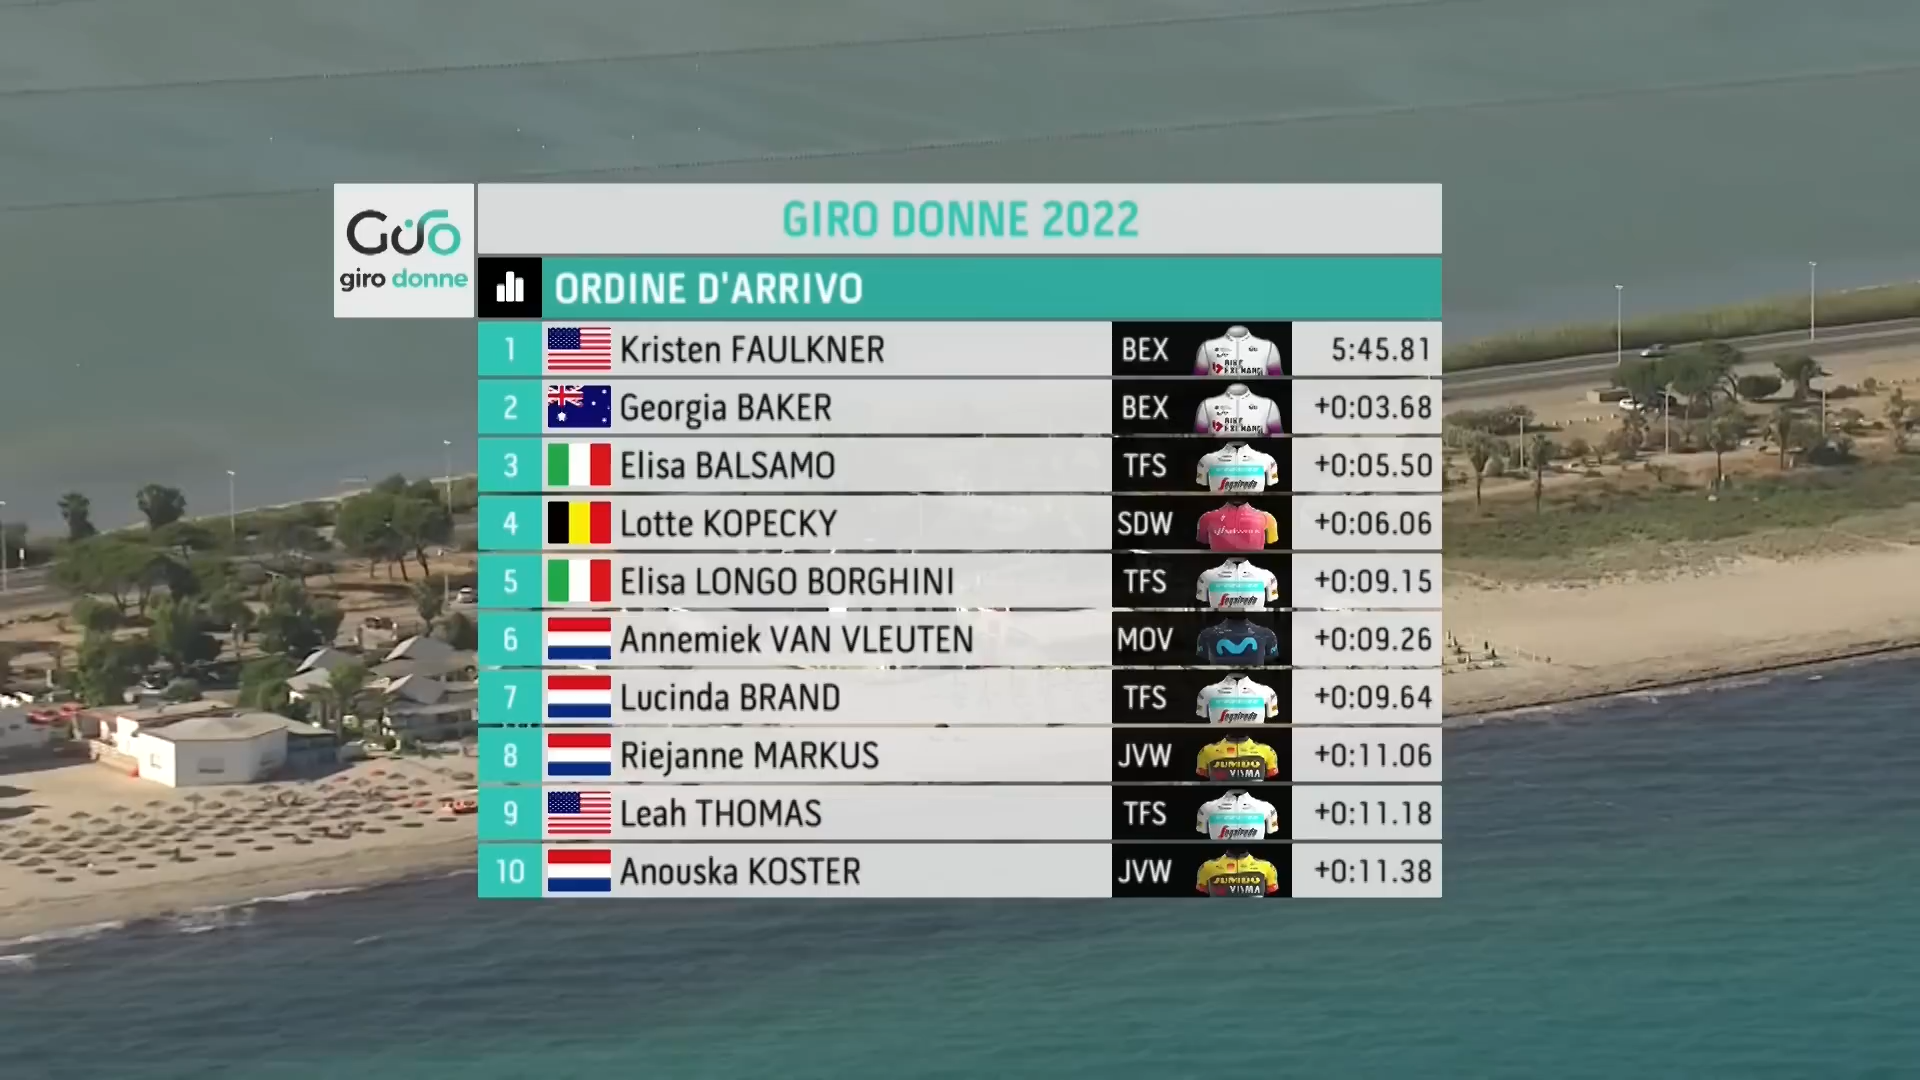 GIRO DONNE 2022
Giro
giro donne
ORDINE D'ARRIVO
1 Kristen FAULKNER BEX 5:45.81
2 Georgia BAKER BEX +0:03.68
3 Elisa BALSAMO TFS +0:05.50
4 Lotte KOPECKY SDW +0:06.06
5 Elisa LONGO BORGHINI TFS +0:09.15
6 Annemiek VAN VLEUTEN MOV +0:09.26
7 Lucinda BRAND TFS +0:09.64
8 Riejanne MARKUS JVW +0:11.06
9 Leah THOMAS TFS +0:11.18
10 Anouska KOSTER JVW +0:11.38